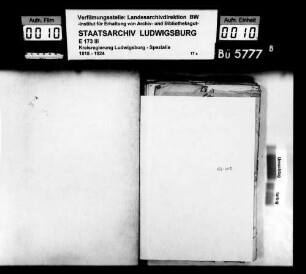 Aufn. Film
0010
Verfilmungsstelle: Landesarchivdirektion BW
-Institut für Erhaltung von Archiv- und Bibliotheksgut-
STAATSARCHIV LUDWIGSBURG
E 173 III
Kreisregierung Ludwigsburg - Spezialia
1818 - 1924
Aufn. Einheit
0010
Bü 5777